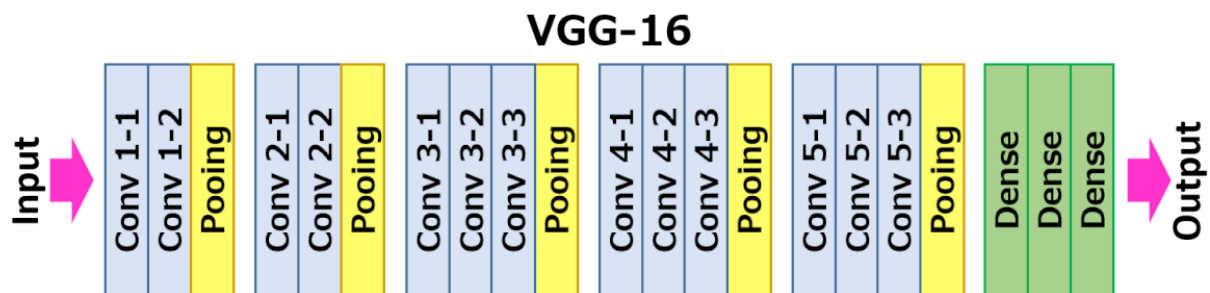 VGG-16
Input
Conv 1-1
Conv 1-2
Pooing
Conv 2-1
Conv 2-2
Pooing
Conv 3-1
Conv 3-2
Conv 3-3
Pooing
Conv 4-1
Conv 4-2
Conv 4-3
Pooing
Conv 5-1
Conv 5-2
Conv 5-3
Pooing
Dense
Dense
Dense
Output